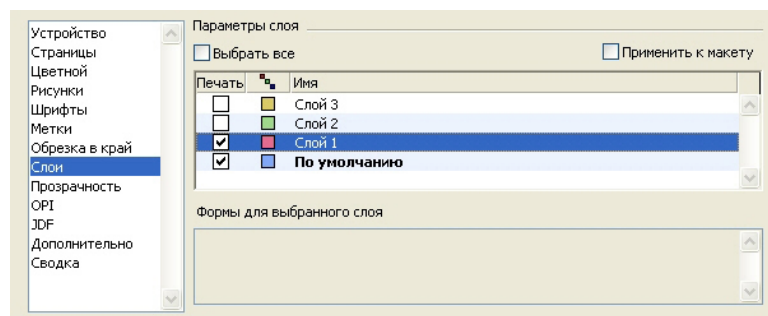 Устройство
Страницы
Цветной
Рисунки
Шрифты
Метки
Обрезка в край
Слои
Прозрачность
OPI
JDF
Дополнительно
Сводка
Параметры слоя
Выбрать все
Применить к макету
Печать Имя
Слой 3
Слой 2
Слой 1
По умолчанию
Формы для выбранного слоя